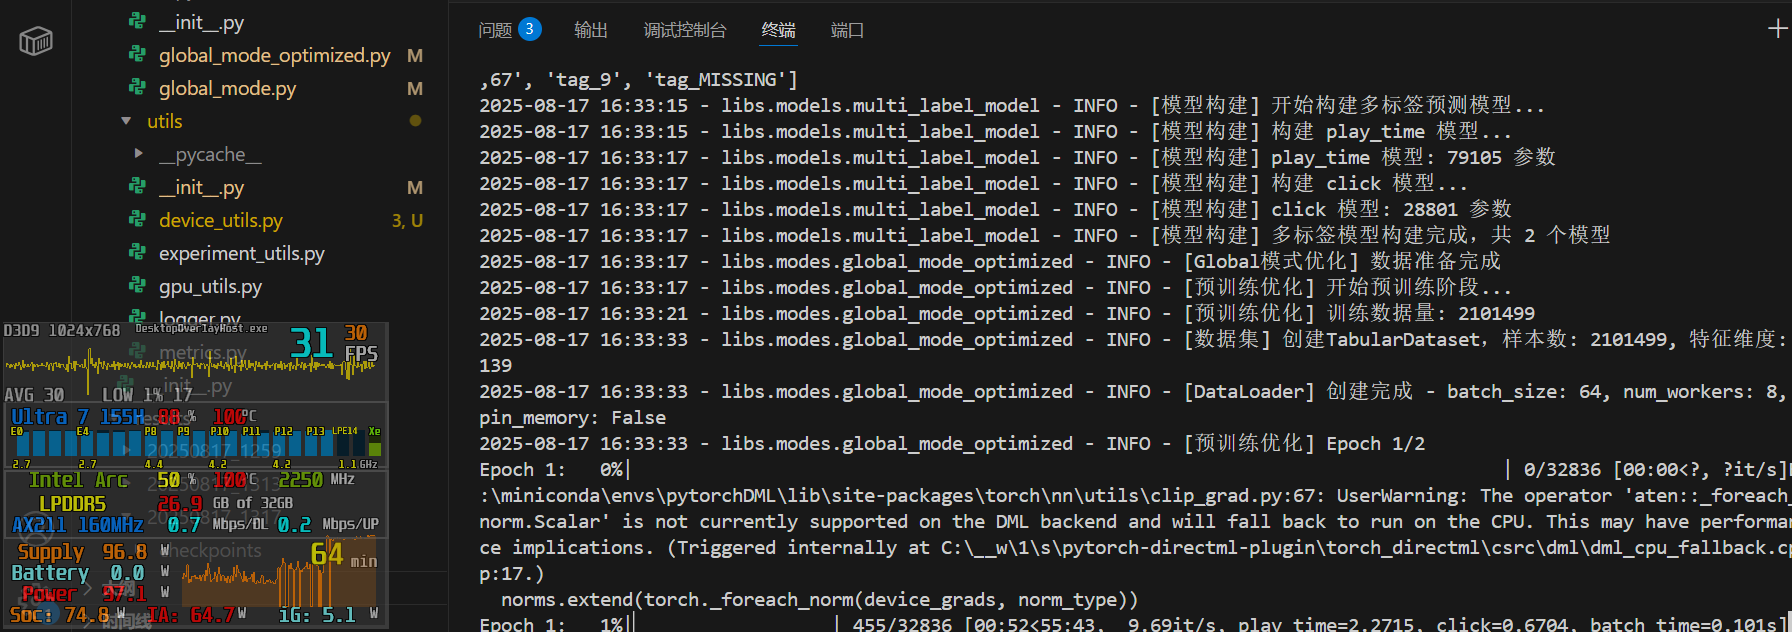 __init__.py
global_mode_optimized.py M
global_mode.py M
utils
__pycache__
__init__.py M
device_utils.py 3, U
experiment_utils.py
gpu_utils.py
logger.py
metrics.py
__init__.py
results
20250817_1259
20250817_1313
20250817_1317
checkpoints
大纲
时间线
D3D9 1024x768 DesktopOverlayHost.exe 31 30 FPS
AVG 30 LOW 1% 17
Ultra 7 155H % 100°C
E0 E4 P8 P9 P10 P11 P12 P13 LPE14 Xe
2.7 2.7 4.4 4.2 4.2 1.1GHz
Intel Arc 50 % 100°C 2250 MHz
LPDDR5 26.9 GB of 32GB
AX211 160MHz 0.7 Mbps/DL 0.2 Mbps/UP
Supply 96.8 W 64 min
Battery 0.0 W
Power 97.1 W
Soc: 74.8 W IA: 64.7 W iG: 5.1 W
问题 3 输出 调试控制台 终端 端口
,67', 'tag_9', 'tag_MISSING']
2025-08-17 16:33:15 - libs.models.multi_label_model - INFO - [模型构建] 开始构建多标签预测模型...
2025-08-17 16:33:15 - libs.models.multi_label_model - INFO - [模型构建] 构建 play_time 模型...
2025-08-17 16:33:17 - libs.models.multi_label_model - INFO - [模型构建] play_time 模型: 79105 参数
2025-08-17 16:33:17 - libs.models.multi_label_model - INFO - [模型构建] 构建 click 模型...
2025-08-17 16:33:17 - libs.models.multi_label_model - INFO - [模型构建] click 模型: 28801 参数
2025-08-17 16:33:17 - libs.models.multi_label_model - INFO - [模型构建] 多标签模型构建完成，共 2 个模型
2025-08-17 16:33:17 - libs.modes.global_mode_optimized - INFO - [Global模式优化] 数据准备完成
2025-08-17 16:33:17 - libs.modes.global_mode_optimized - INFO - [预训练优化] 开始预训练阶段...
2025-08-17 16:33:21 - libs.modes.global_mode_optimized - INFO - [预训练优化] 训练数据量: 2101499
2025-08-17 16:33:33 - libs.modes.global_mode_optimized - INFO - [数据集] 创建TabularDataset，样本数: 2101499, 特征维度:
139
2025-08-17 16:33:33 - libs.modes.global_mode_optimized - INFO - [DataLoader] 创建完成 - batch_size: 64, num_workers: 8,
pin_memory: False
2025-08-17 16:33:33 - libs.modes.global_mode_optimized - INFO - [预训练优化] Epoch 1/2
Epoch 1: 0%| | 0/32836 [00:00<?, ?it/s]
:\miniconda\envs\pytorchDML\lib\site-packages\torch\nn\utils\clip_grad.py:67: UserWarning: The operator 'aten::_foreach_
norm.Scalar' is not currently supported on the DML backend and will fall back to run on the CPU. This may have performan
ce implications. (Triggered internally at C:\__w\1\s\pytorch-directml-plugin\torch_directml\csrc\dml\dml_cpu_fallback.cp
p:17.)
norms.extend(torch._foreach_norm(device_grads, norm_type))
Epoch 1: 1%| | 455/32836 [00:52<55:43, 9.69it/s, play_time=2.2715, click=0.6704, batch_time=0.101s]